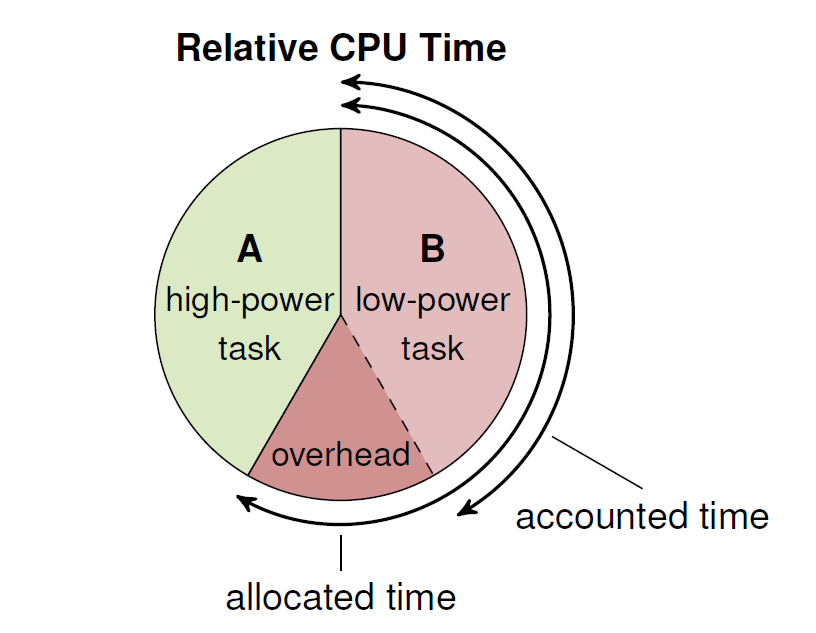 Relative CPU Time
A
high-power
task
B
low-power
task
overhead
accounted time
allocated time